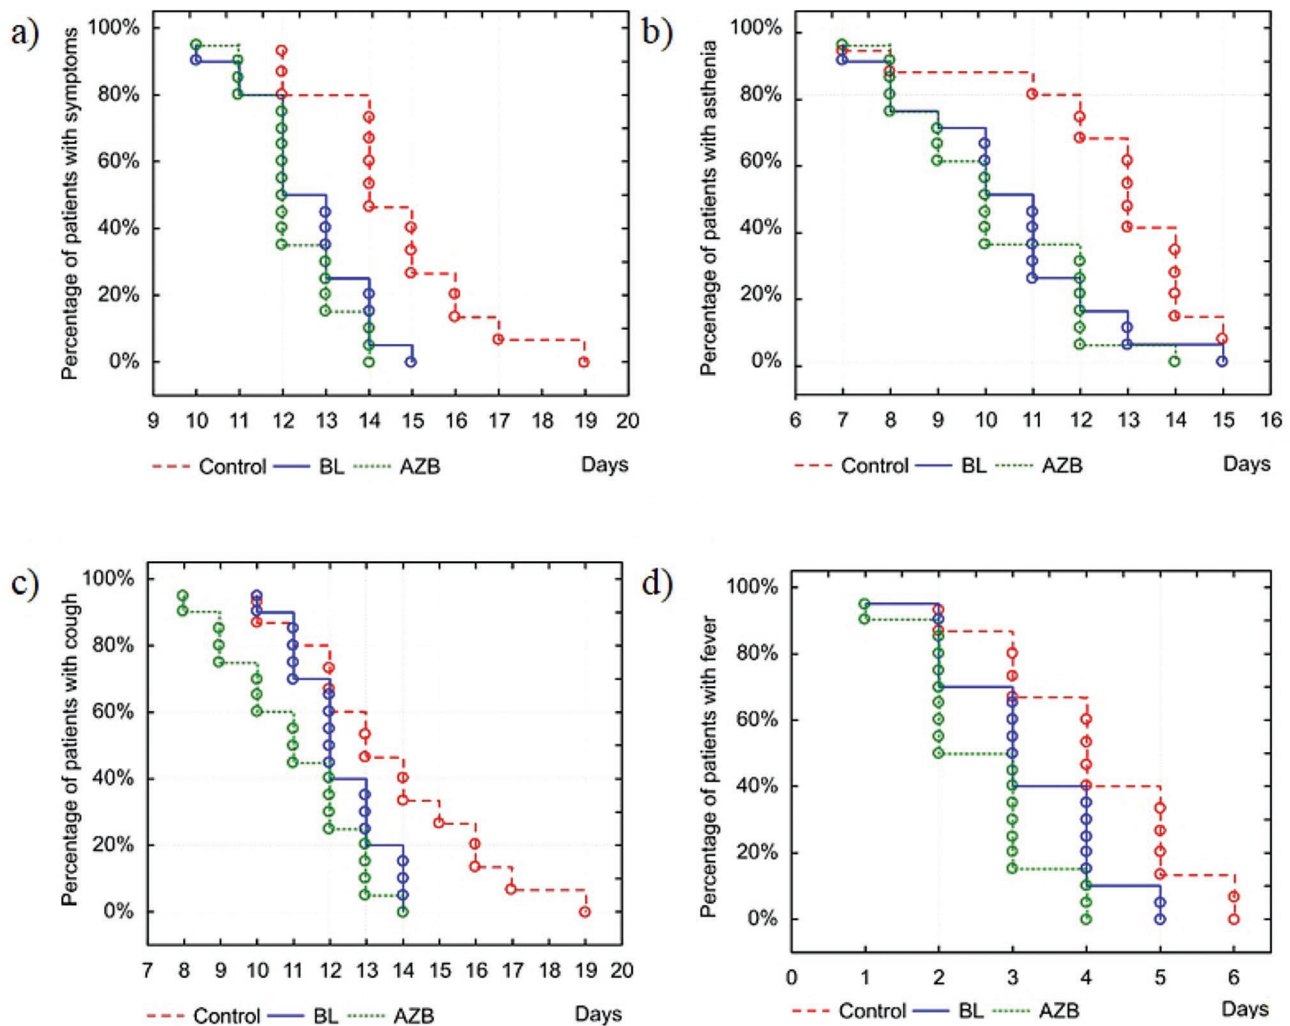 a)
Percentage of patients with symptoms
100%
80%
60%
40%
20%
0%
9 10 11 12 13 14 15 16 17 18 19 20
Control BL AZB Days
b)
Percentage of patients with asthenia
100%
80%
60%
40%
20%
0%
6 7 8 9 10 11 12 13 14 15 16
Control BL AZB Days
c)
Percentage of patients with cough
100%
80%
60%
40%
20%
0%
7 8 9 10 11 12 13 14 15 16 17 18 19 20
Control BL AZB Days
d)
Percentage of patients with fever
100%
80%
60%
40%
20%
0%
0 1 2 3 4 5 6
Control BL AZB Days